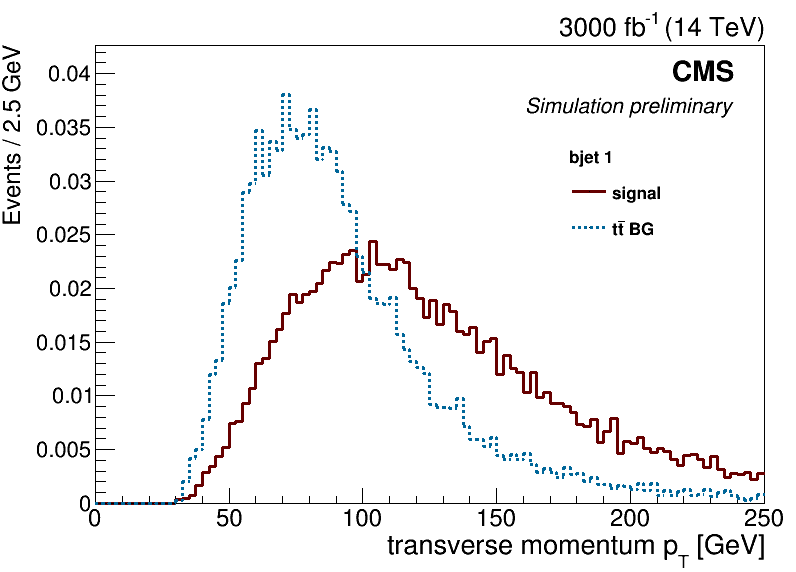 3000 fb-1 (14 TeV)
Events / 2.5 GeV
CMS
Simulation preliminary
bjet 1
signal
tt̄ BG
0.04
0.035
0.03
0.025
0.02
0.015
0.01
0.005
0
0 50 100 150 200 250
transverse momentum pT [GeV]